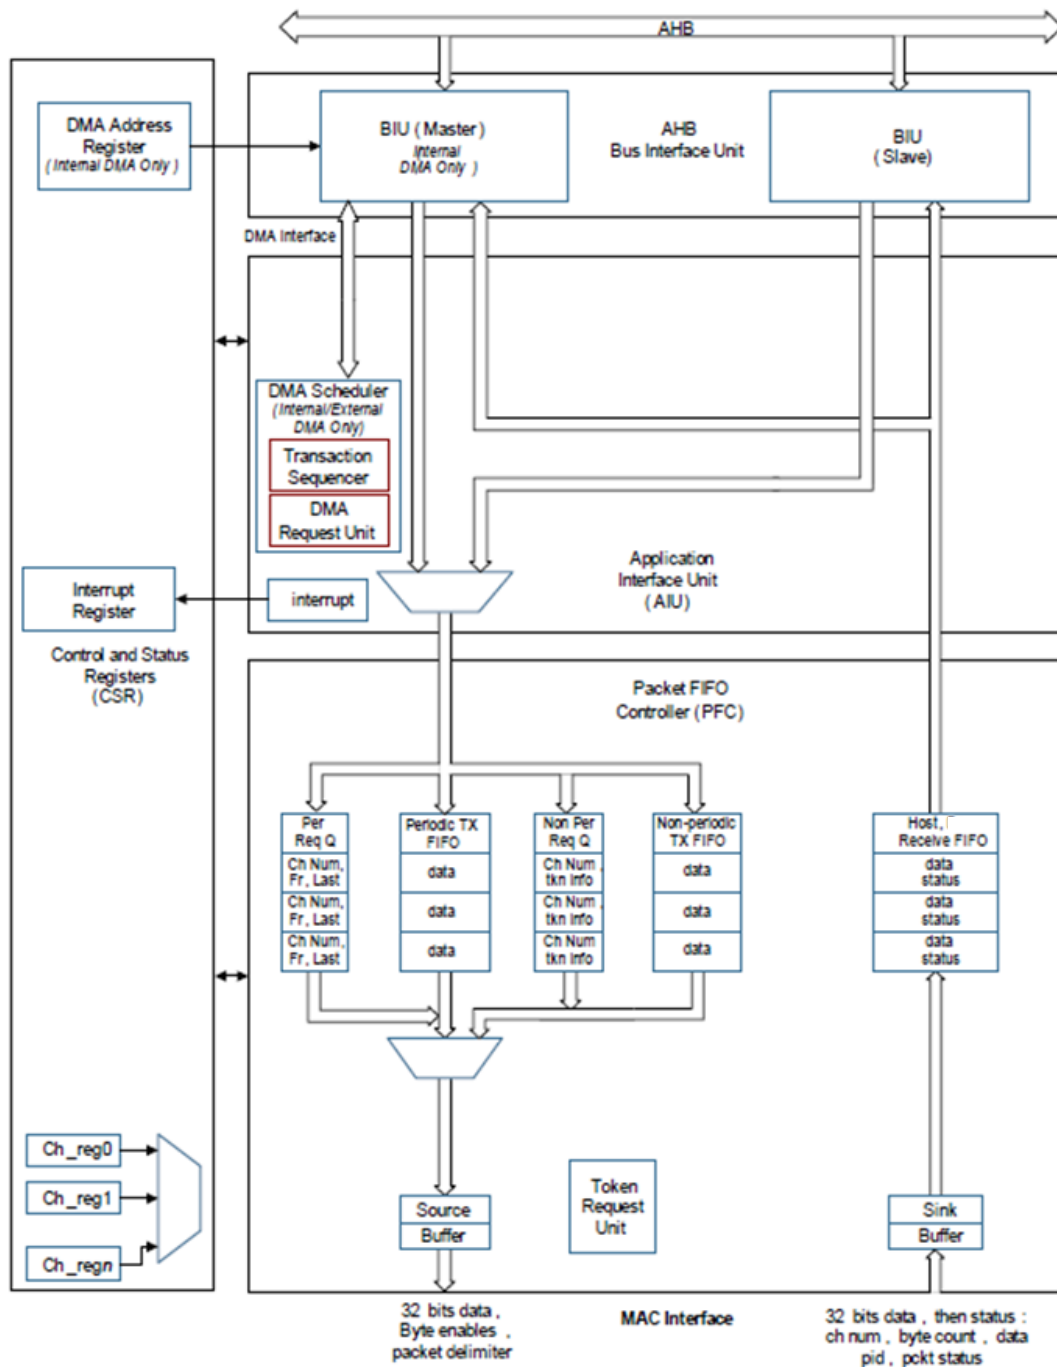 AHB
DMA Address
Register
( Internal DMA Only )
BIU ( Master )
Internal
DMA Only )
AHB
Bus Interface Unit
BIU
( Slave)
DMA Interface
DMA Scheduler
( Internal/External
DMA Only)
Transaction
Sequencer
DMA
Request Unit
Application
Interface Unit
( AIU )
Interrupt
Register
interrupt
Control and Status
Registers
(CSR)
Packet FIFO
Controller ( PFC )
Per
Req Q
Ch Num,
Fr, Last
Ch Num,
Fr, Last
Ch Num,
Fr, Last
Periodic TX
FIFO
data
data
data
Non Per
Req Q
Ch Num ,
tkn Info
Ch Num ,
tkn Info
Ch Num
tkn Info
Non-periodic
TX FIFO
data
data
data
Host,
Receive FIFO
data
status
data
status
data
status
Ch _reg0
Ch _reg1
Ch _regn
Source
Buffer
Token
Request
Unit
Sink
Buffer
32 bits data ,
Byte enables ,
packet delimiter
MAC Interface
32 bits data , then status :
ch num , byte count , data
pid , pckt status